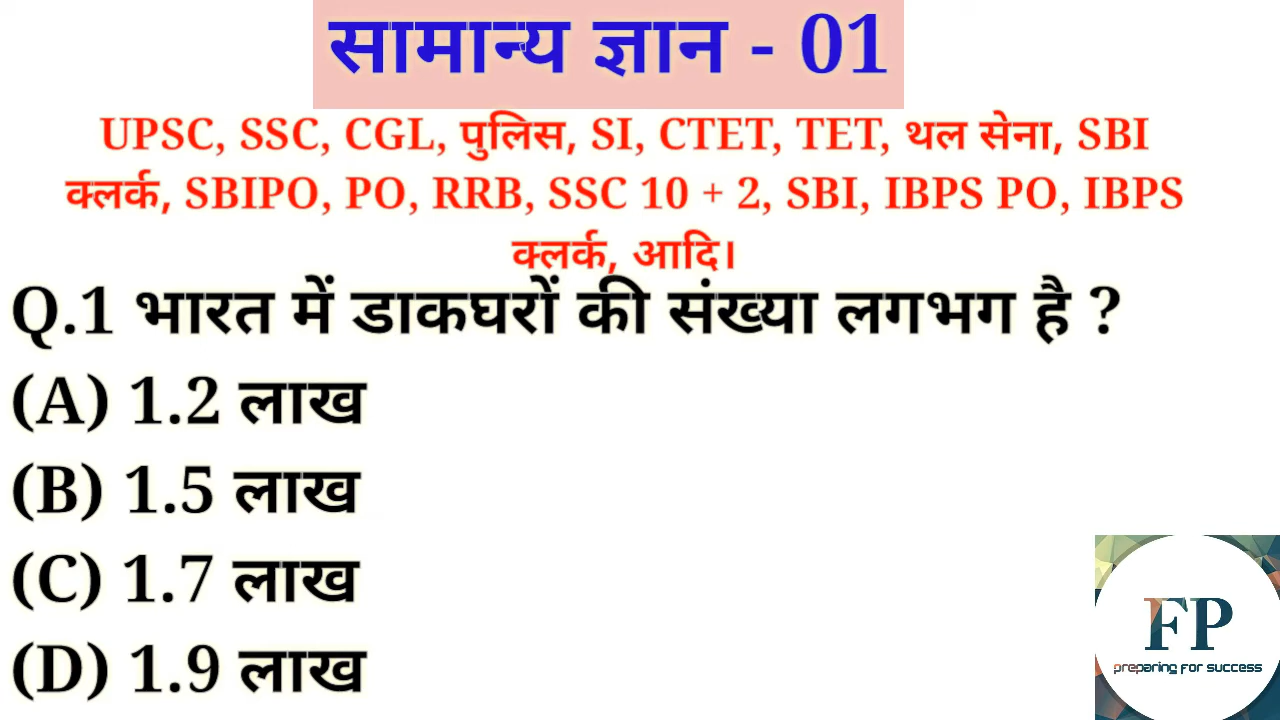 सामान्य ज्ञान - 01
UPSC, SSC, CGL, पुलिस, SI, CTET, TET, थल सेना, SBI
क्लर्क, SBIPO, PO, RRB, SSC 10 + 2, SBI, IBPS PO, IBPS
क्लर्क, आदि।
Q.1 भारत में डाकघरों की संख्या लगभग है ?
(A) 1.2 लाख
(B) 1.5 लाख
(C) 1.7 लाख
(D) 1.9 लाख
FP
preparing for success